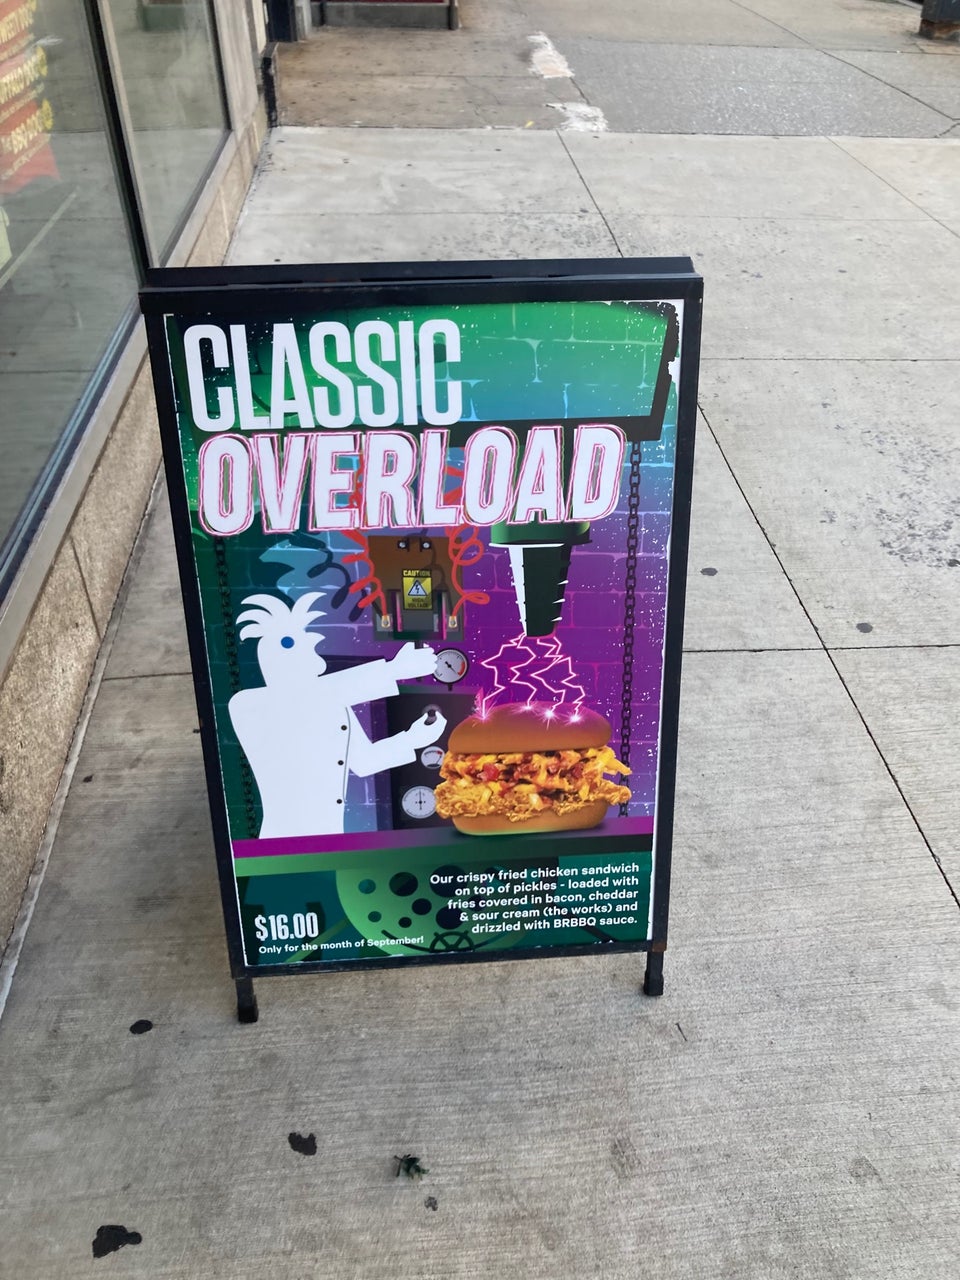 CLASSIC
OVERLOAD
CAUTION
HIGH
VOLTAGE
Our crispy fried chicken sandwich
on top of pickles - loaded with
fries covered in bacon, cheddar
& sour cream (the works) and
drizzled with BRBBQ sauce.
$16.00
Only for the month of September!